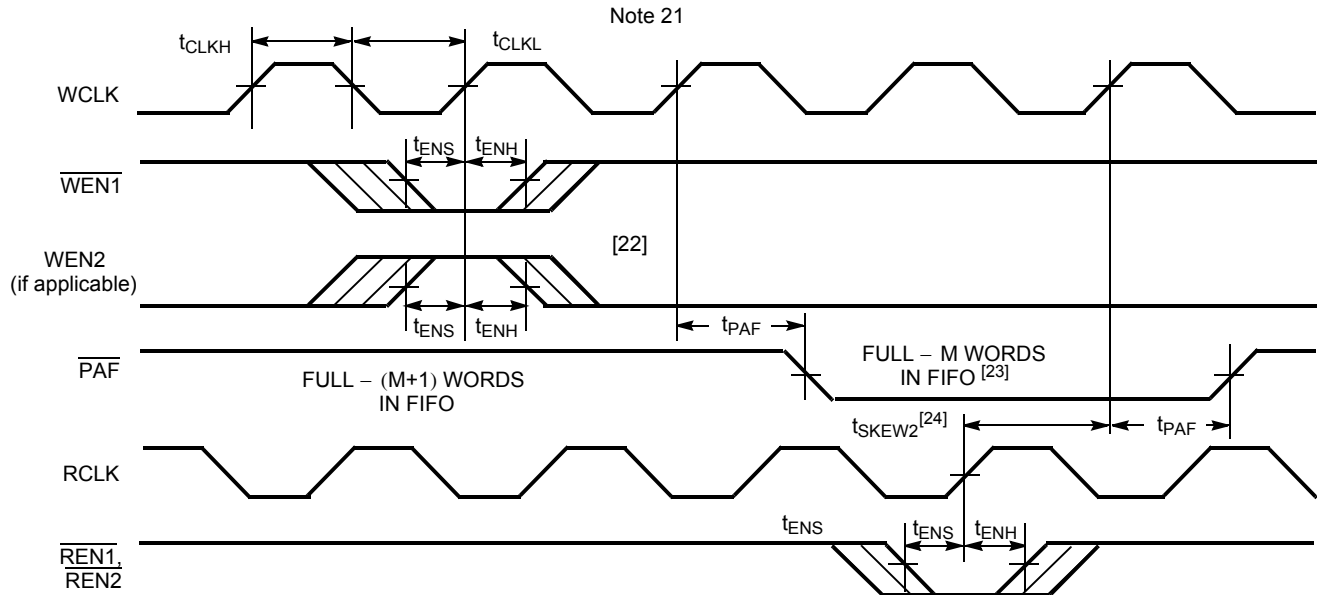 Note 21
tCLKH
tCLKL
WCLK
tENS
tENH
WEN1
[22]
WEN2
(if applicable)
tENS
tENH
tPAF
PAF
FULL – M WORDS
IN FIFO [23]
FULL – (M+1) WORDS
IN FIFO
tSKEW2[24]
tPAF
RCLK
tENS
tENS
tENH
REN1,
REN2